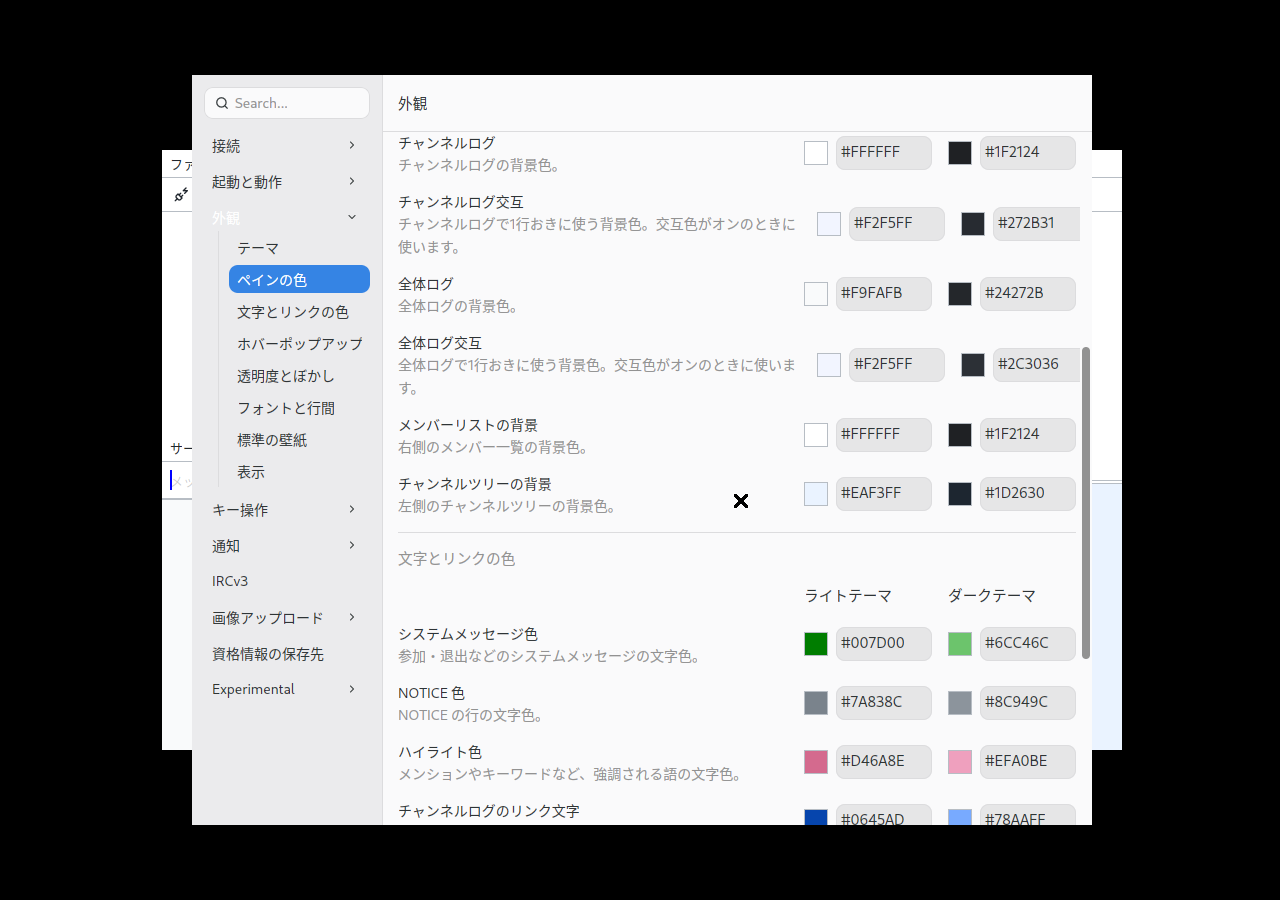 Search...
接続
起動と動作
外観
テーマ
ペインの色
文字とリンクの色
ホバーポップアップ
透明度とぼかし
フォントと行間
標準の壁紙
表示
キー操作
通知
IRCv3
画像アップロード
資格情報の保存先
Experimental
ファ
サー
メッ
外観
チャンネルログ
チャンネルログの背景色。
#FFFFFF #1F2124
チャンネルログ交互
チャンネルログで1行おきに使う背景色。交互色がオンのときに
使います。
#F2F5FF #272B31
全体ログ
全体ログの背景色。
#F9FAFB #24272B
全体ログ交互
全体ログで1行おきに使う背景色。交互色がオンのときに使いま
す。
#F2F5FF #2C3036
メンバーリストの背景
右側のメンバー一覧の背景色。
#FFFFFF #1F2124
チャンネルツリーの背景
左側のチャンネルツリーの背景色。
#EAF3FF #1D2630
文字とリンクの色
ライトテーマ ダークテーマ
システムメッセージ色
参加・退出などのシステムメッセージの文字色。
#007D00 #6CC46C
NOTICE 色
NOTICE の行の文字色。
#7A838C #8C949C
ハイライト色
メンションやキーワードなど、強調される語の文字色。
#D46A8E #EFA0BE
チャンネルログのリンク文字
#0645AD #78AAFF